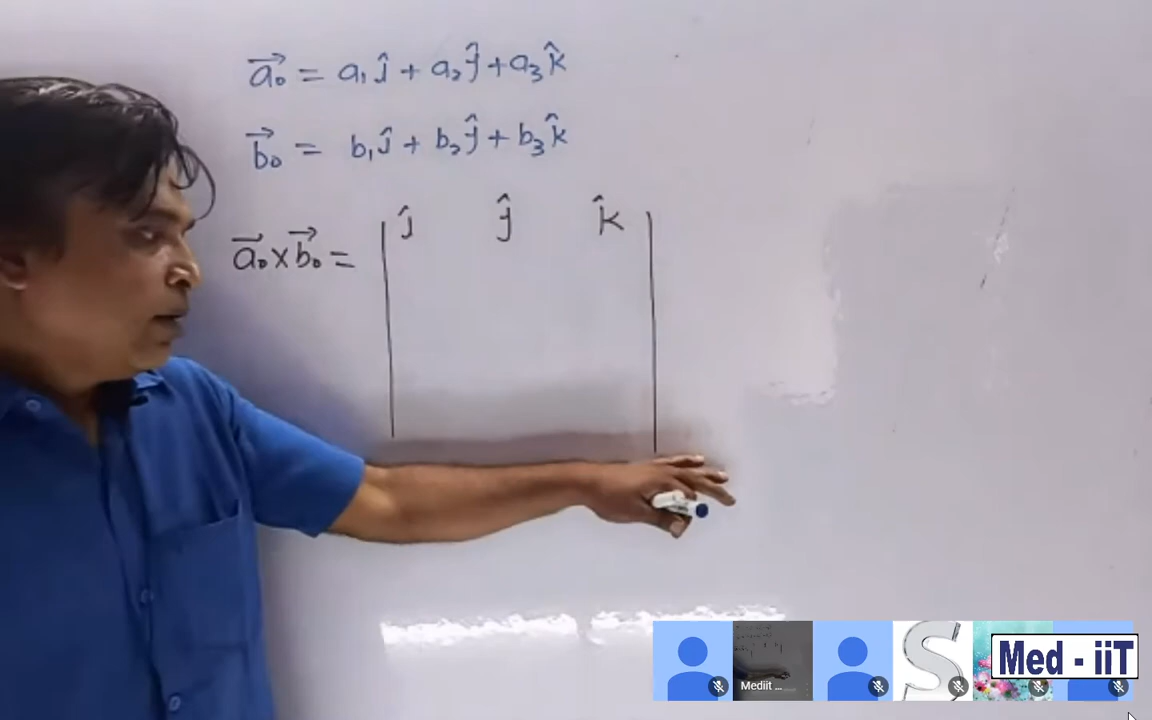 a₀⃗ = a₁î + a₂ĵ + a₃k̂
b₀⃗ = b₁î + b₂ĵ + b₃k̂
a₀⃗ × b₀⃗ = | î ĵ k̂ |
Mediit ...
Med - iiT